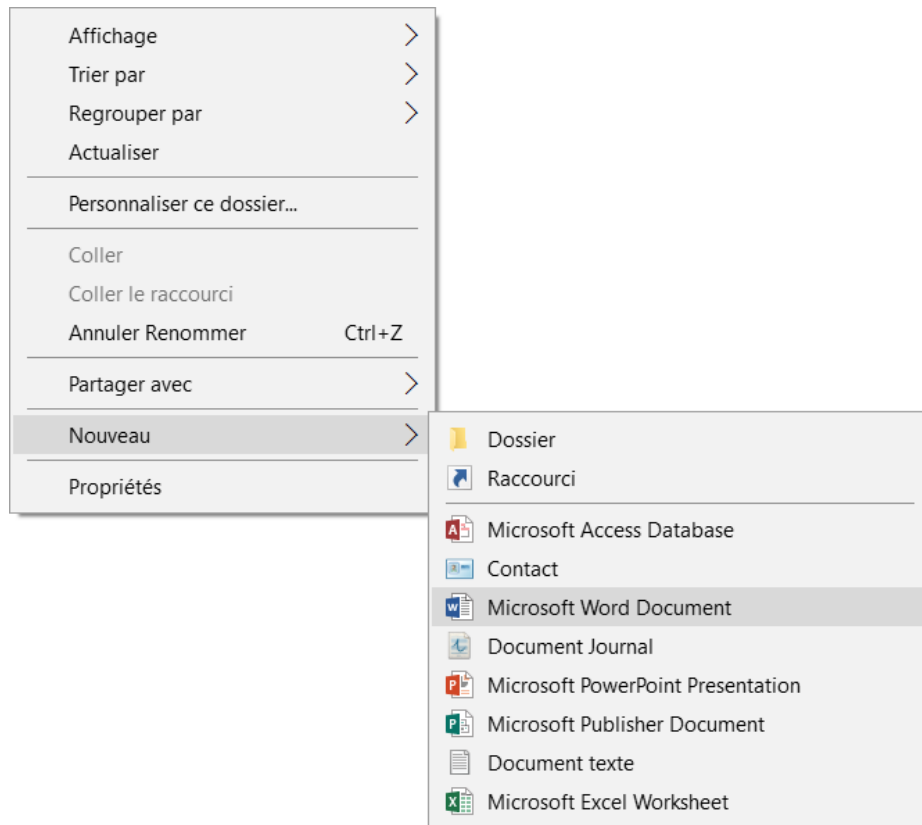 Affichage
Trier par
Regrouper par
Actualiser
Personnaliser ce dossier...
Coller
Coller le raccourci
Annuler Renommer Ctrl+Z
Partager avec
Nouveau
Propriétés
Dossier
Raccourci
Microsoft Access Database
Contact
Microsoft Word Document
Document Journal
Microsoft PowerPoint Presentation
Microsoft Publisher Document
Document texte
Microsoft Excel Worksheet